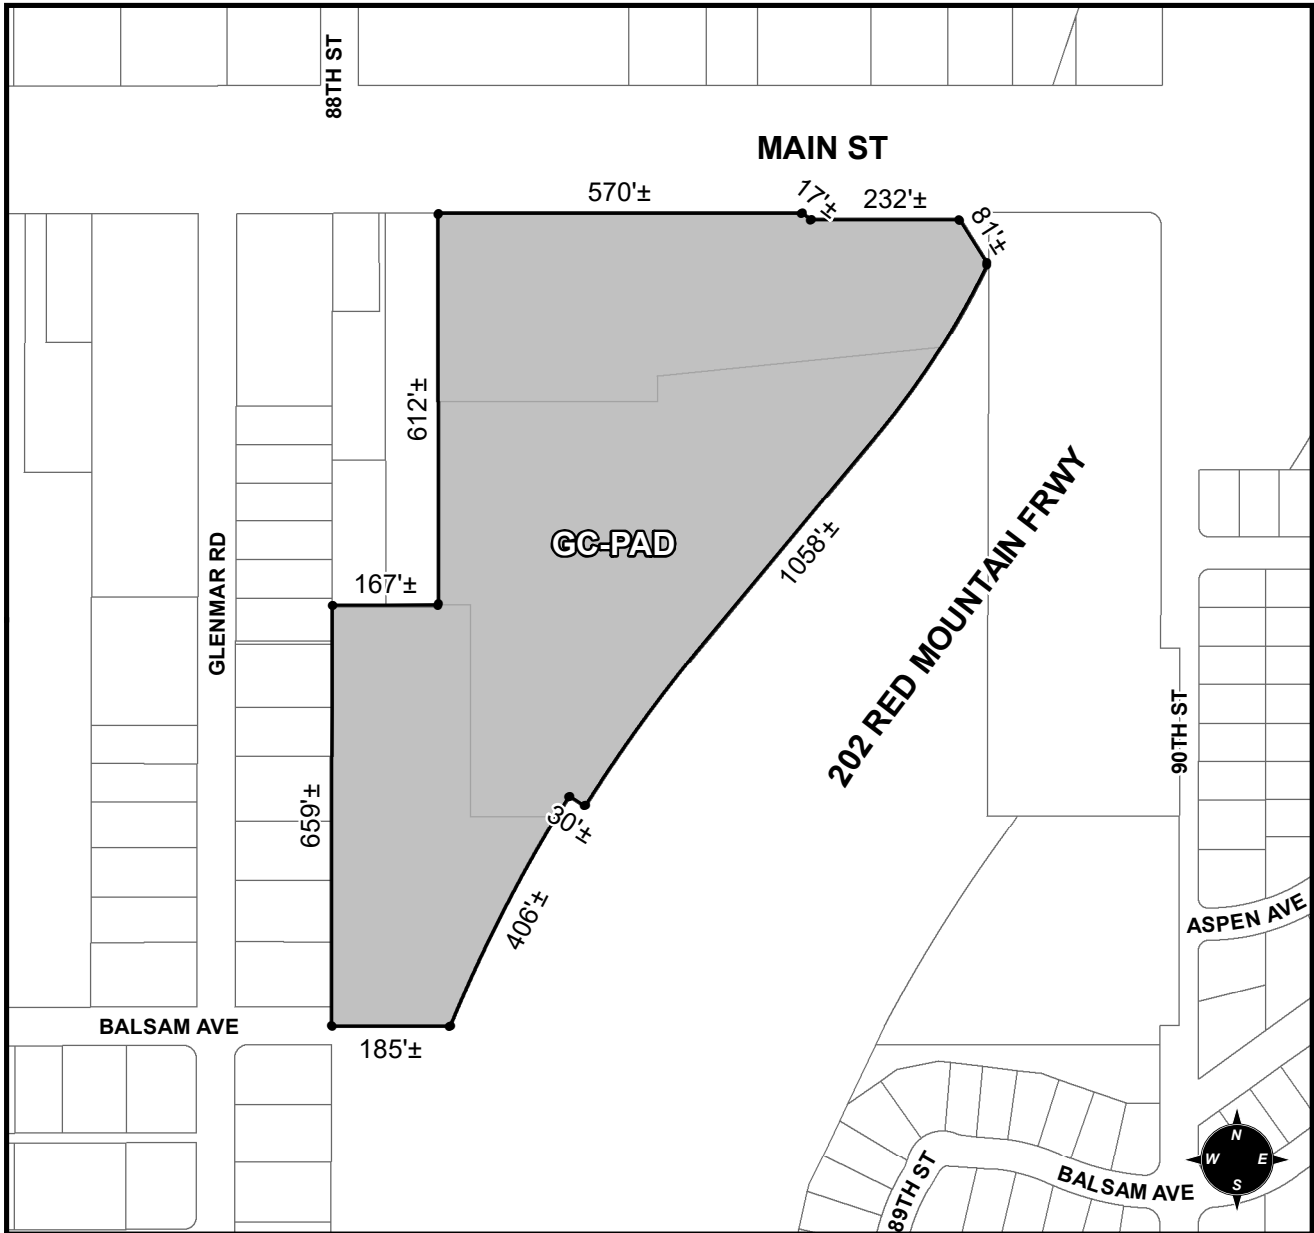 88TH ST
MAIN ST
570'±
17'±
232'±
81'±
612'±
GC-PAD
1058'±
202 RED MOUNTAIN FRWY
167'±
GLENMAR RD
90TH ST
659'±
30'±
406'±
ASPEN AVE
BALSAM AVE
185'±
N
W E
S
89TH ST
BALSAM AVE